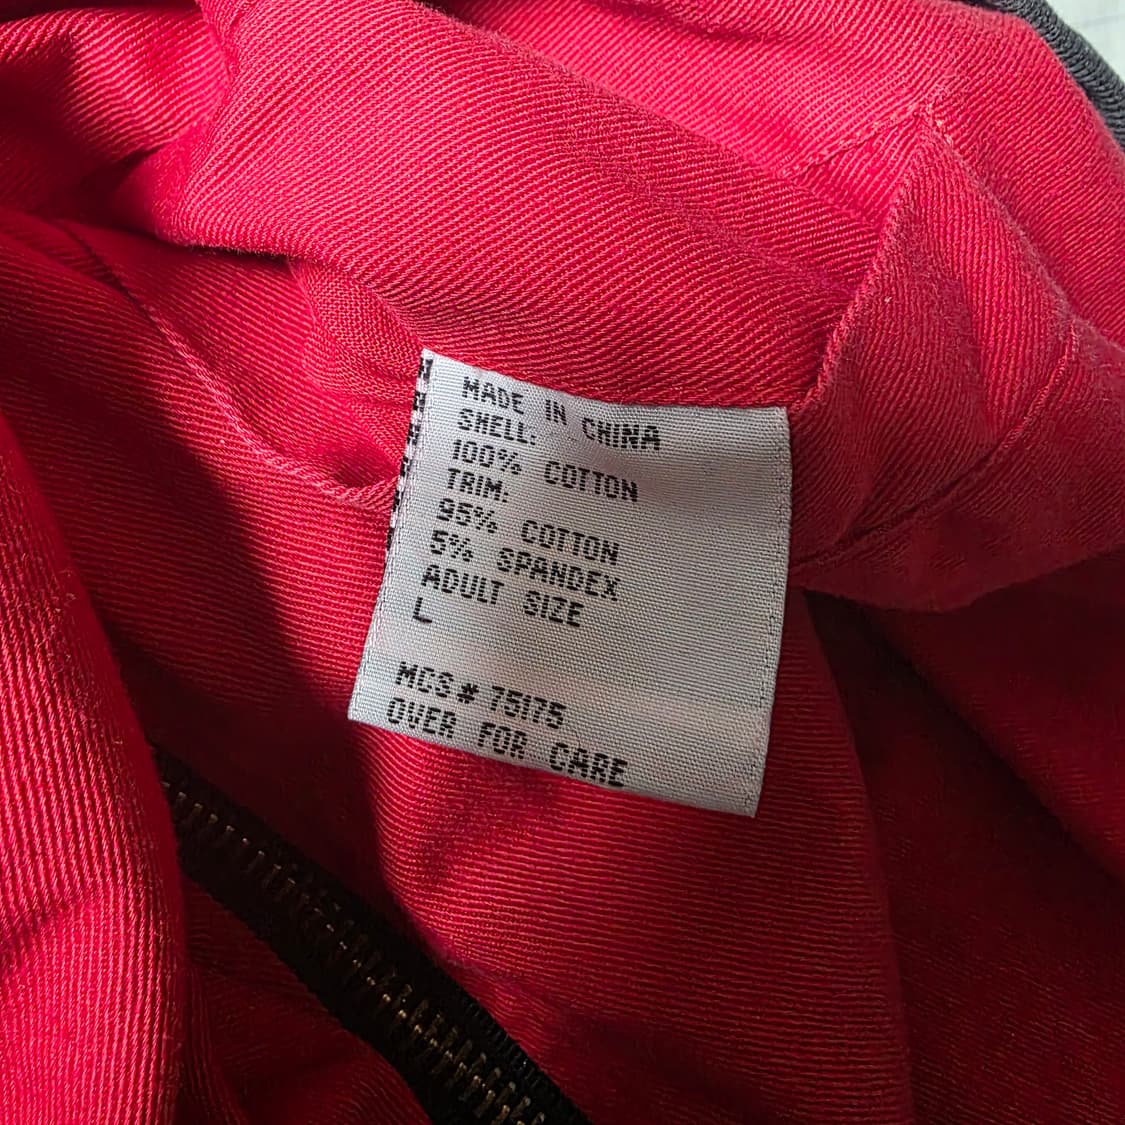 MADE IN CHINA
SHELL:
100% COTTON
TRIM:
95% COTTON
5% SPANDEX
ADULT SIZE
L
MCS# 75175
OVER FOR CARE